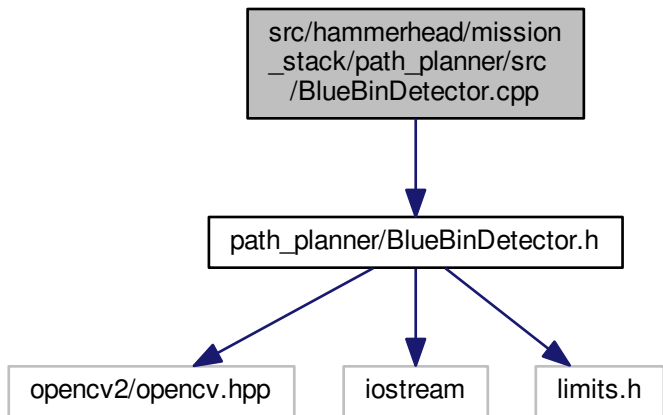 src/hammerhead/mission
_stack/path_planner/src
/BlueBinDetector.cpp
path_planner/BlueBinDetector.h
opencv2/opencv.hpp
iostream
limits.h